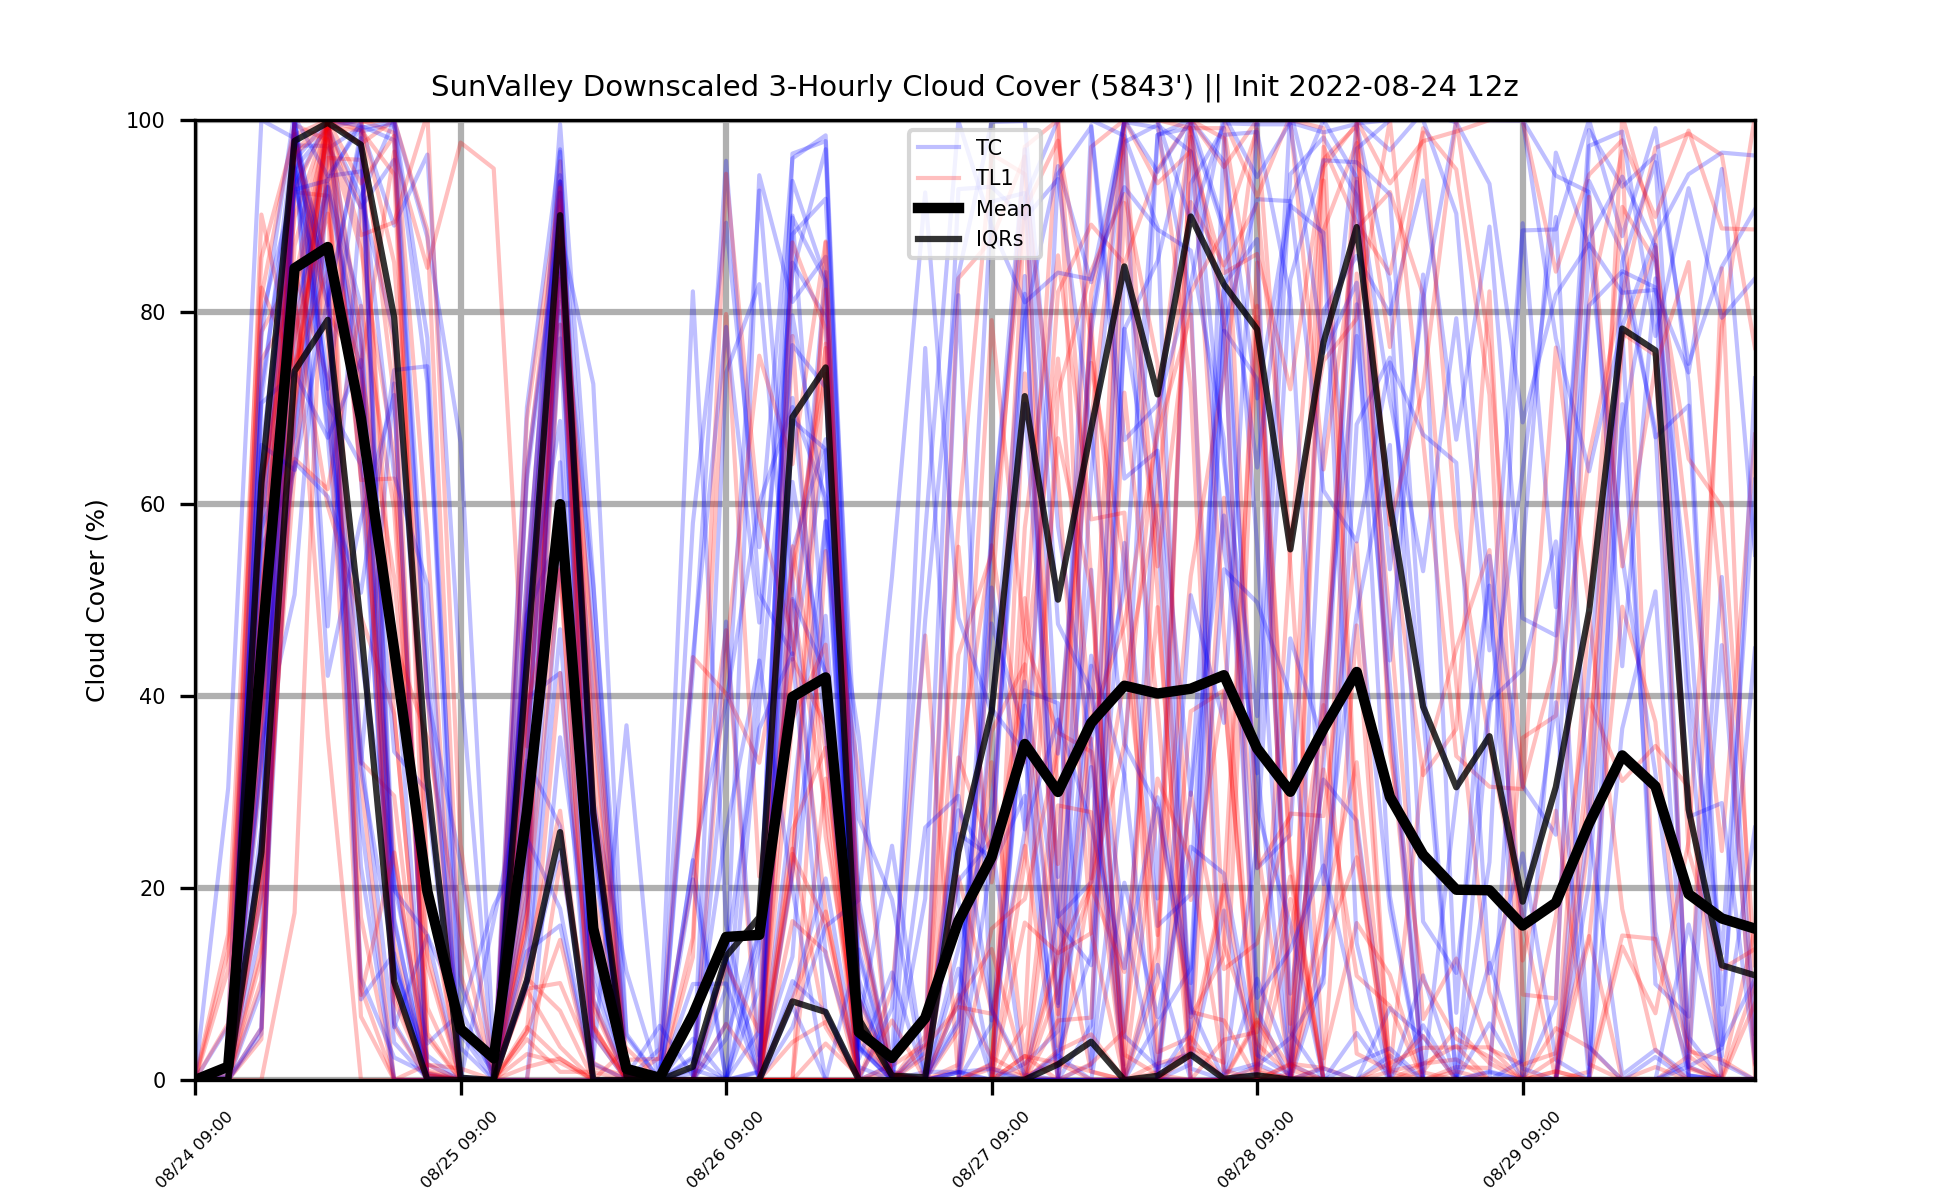 SunValley Downscaled 3-Hourly Cloud Cover (5843') || Init 2022-08-24 12z
TC
TL1
Mean
IQRs
Cloud Cover (%)
100
80
60
40
20
0
08/24 09:00
08/25 09:00
08/26 09:00
08/27 09:00
08/28 09:00
08/29 09:00